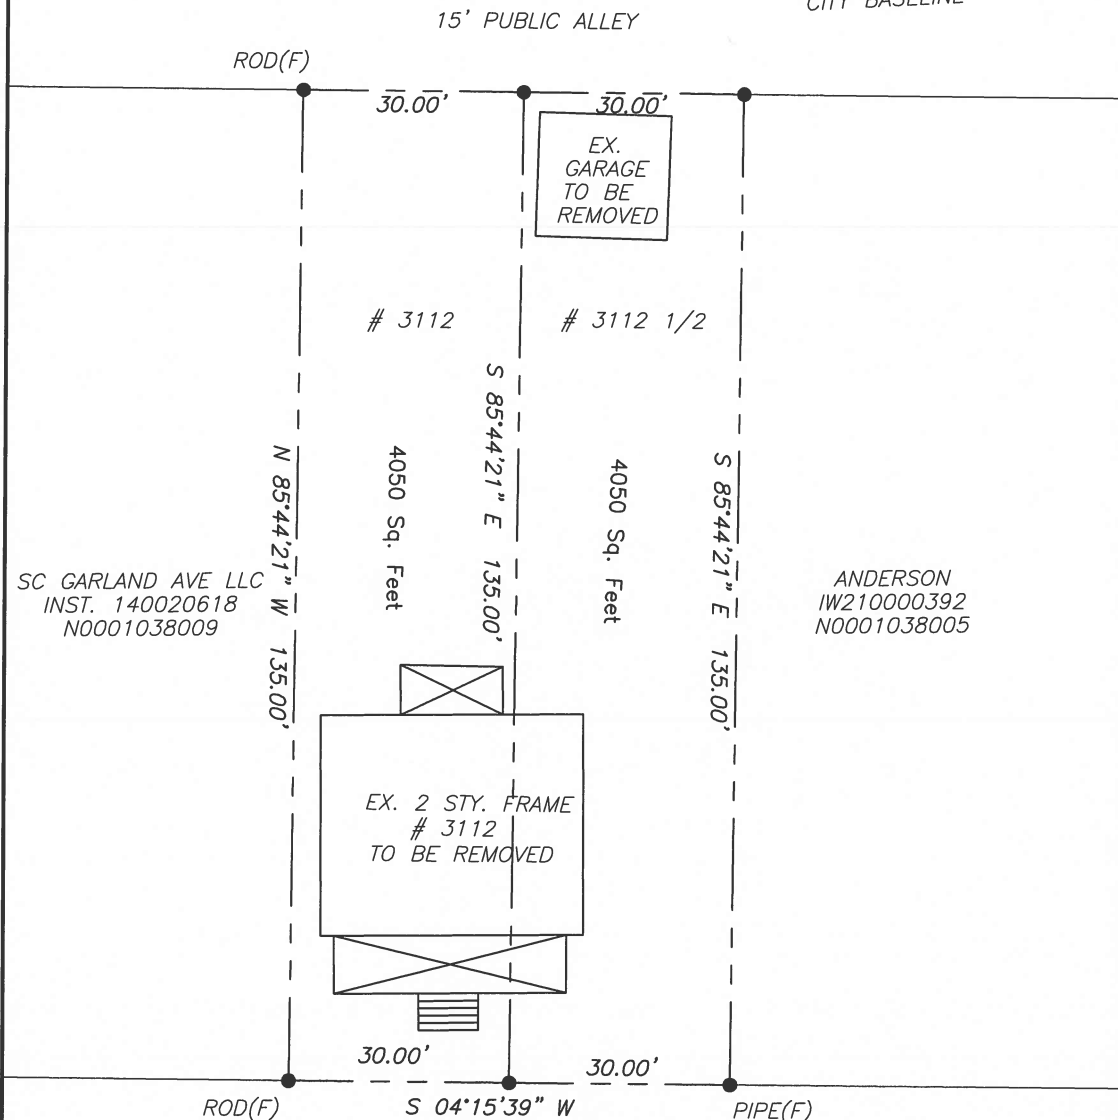 CITY BASELINE
15' PUBLIC ALLEY
ROD(F)
30.00'
30.00'
EX.
GARAGE
TO BE
REMOVED
# 3112
# 3112 1/2
N 85°44'21" W 135.00'
4050 Sq. Feet
S 85°44'21" E 135.00'
4050 Sq. Feet
S 85°44'21" E 135.00'
SC GARLAND AVE LLC
INST. 140020618
N0001038009
ANDERSON
IW210000392
N0001038005
EX. 2 STY. FRAME
# 3112
TO BE REMOVED
30.00'
30.00'
ROD(F)
S 04°15'39" W
PIPE(F)